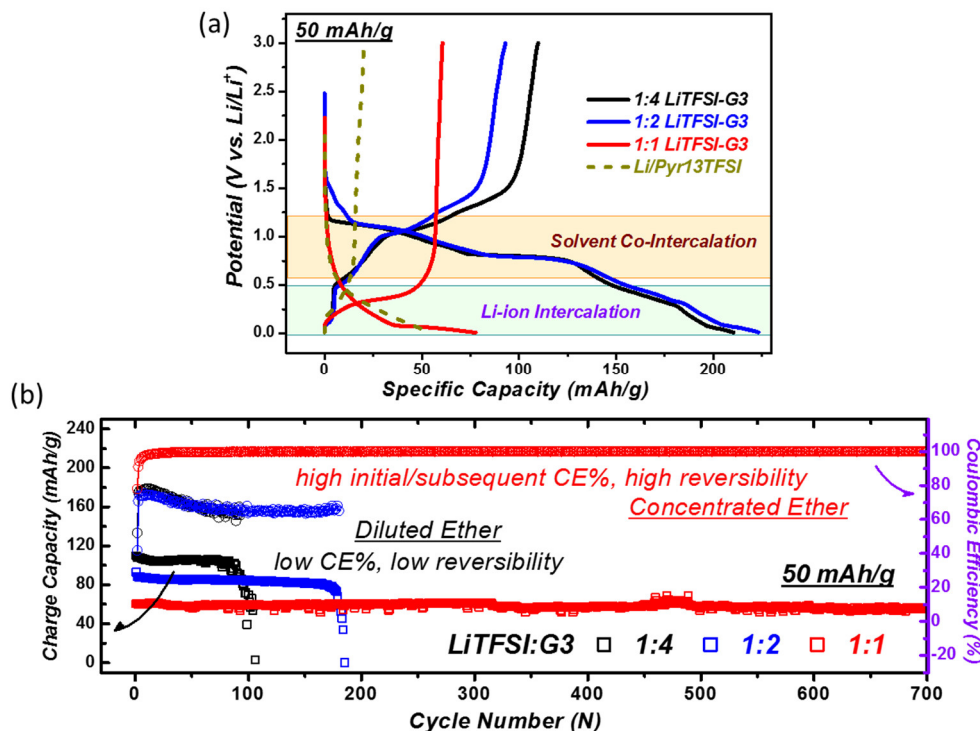 (a)
50 mAh/g
3.0
2.5
2.0
1.5
1.0
0.5
0.0
Potential (V vs. Li/Li⁺)
1:4 LiTFSI-G3
1:2 LiTFSI-G3
1:1 LiTFSI-G3
Li/Pyr13TFSI
Solvent Co-Intercalation
Li-ion Intercalation
0 50 100 150 200
Specific Capacity (mAh/g)
(b)
240
200
160
120
80
40
0
Charge Capacity (mAh/g)
high initial/subsequent CE%, high reversibility
Concentrated Ether
Diluted Ether
low CE%, low reversibility
50 mAh/g
LiTFSI:G3 1:4 1:2 1:1
100
80
60
40
20
0
-20
Coulombic Efficiency (%)
0 100 200 300 400 500 600 700
Cycle Number (N)